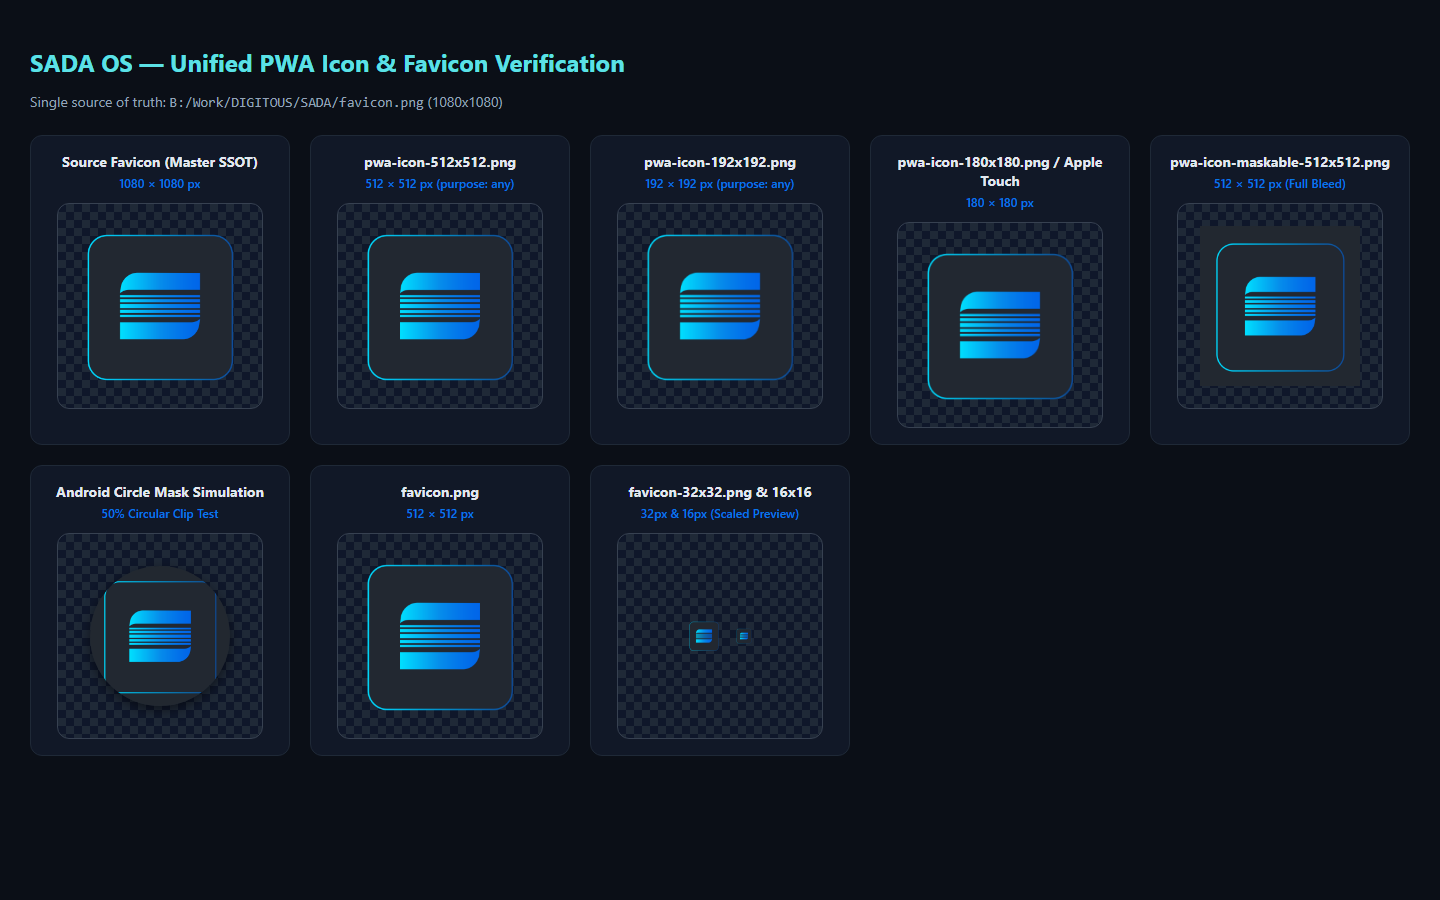 SADA OS — Unified PWA Icon & Favicon Verification
Single source of truth: B:/Work/DIGITOUS/SADA/favicon.png (1080x1080)
Source Favicon (Master SSOT)
1080 × 1080 px
pwa-icon-512x512.png
512 × 512 px (purpose: any)
pwa-icon-192x192.png
192 × 192 px (purpose: any)
pwa-icon-180x180.png / Apple
Touch
180 × 180 px
pwa-icon-maskable-512x512.png
512 × 512 px (Full Bleed)
Android Circle Mask Simulation
50% Circular Clip Test
favicon.png
512 × 512 px
favicon-32x32.png & 16x16
32px & 16px (Scaled Preview)